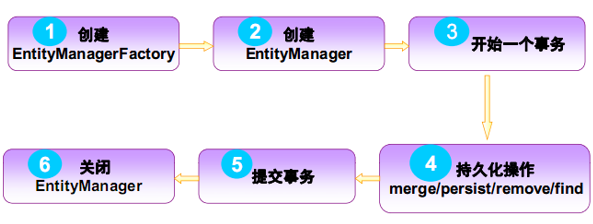 1 创建
EntityManagerFactory
2 创建
EntityManager
3 开始一个事务
4 持久化操作
merge/persist/remove/find
5 提交事务
6 关闭
EntityManager